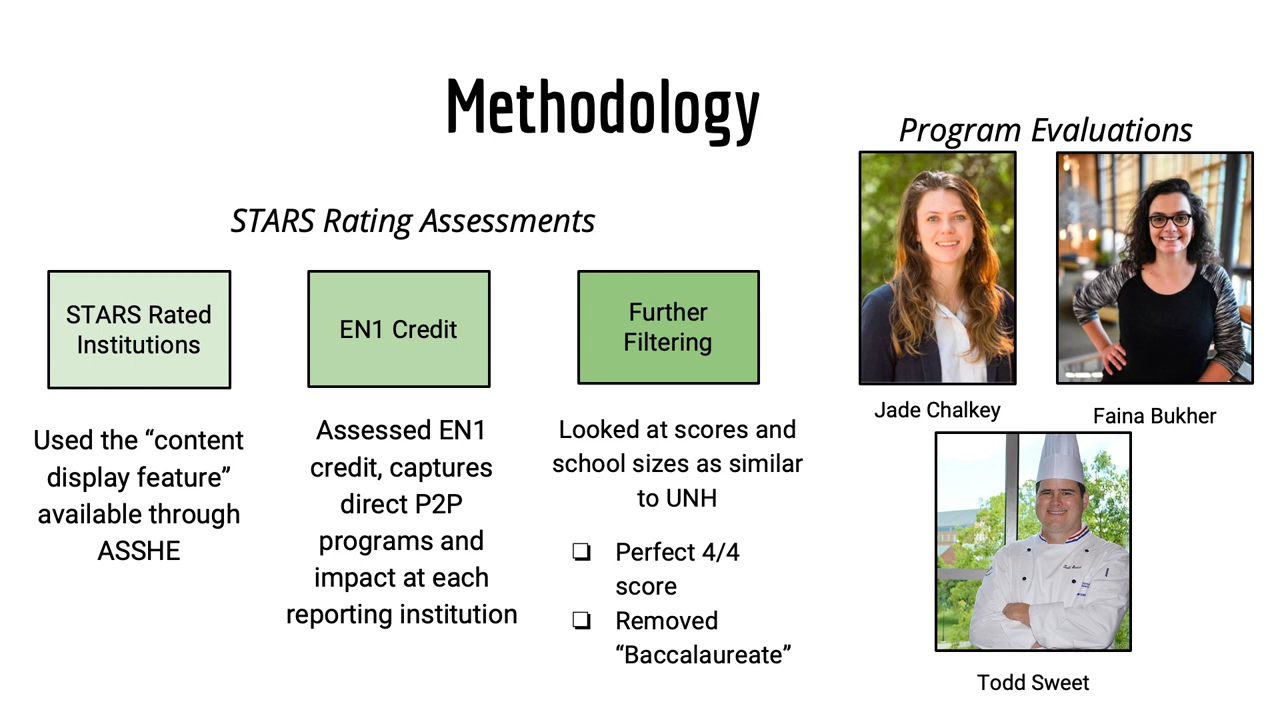 Methodology
STARS Rating Assessments
STARS Rated
Institutions
Used the “content
display feature”
available through
ASSHE
EN1 Credit
Assessed EN1
credit, captures
direct P2P
programs and
impact at each
reporting institution
Further
Filtering
Looked at scores and
school sizes as similar
to UNH
❏ Perfect 4/4
score
❏ Removed
“Baccalaureate”
Program Evaluations
Jade Chalkey
Faina Bukher
Todd Sweet